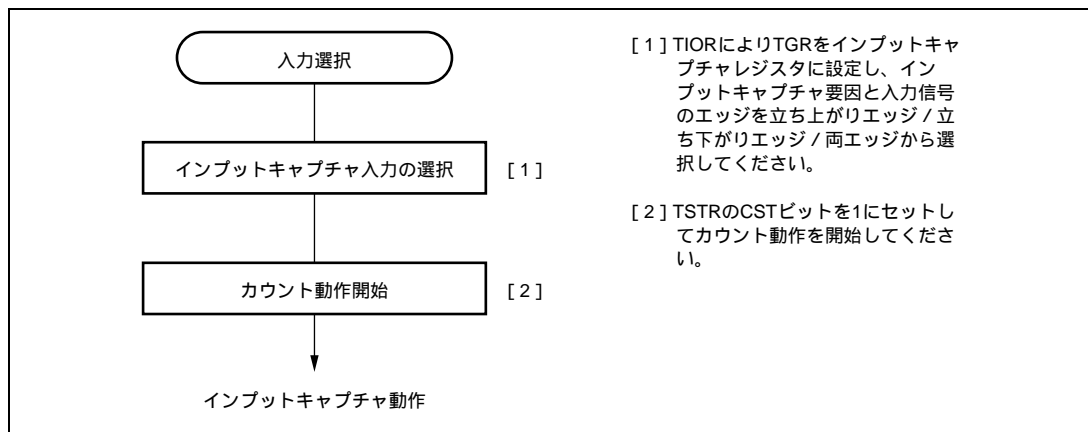 入力選択
インプットキャプチャ入力の選択 [1]
カウント動作開始 [2]
インプットキャプチャ動作
[1] TIORによりTGRをインプットキャ
プチャレジスタに設定し、イン
プットキャプチャ要因と入力信号
のエッジを立ち上がりエッジ / 立
ち下がりエッジ / 両エッジから選
択してください。
[2] TSTRのCSTビットを1にセットし
てカウント動作を開始してくださ
い。